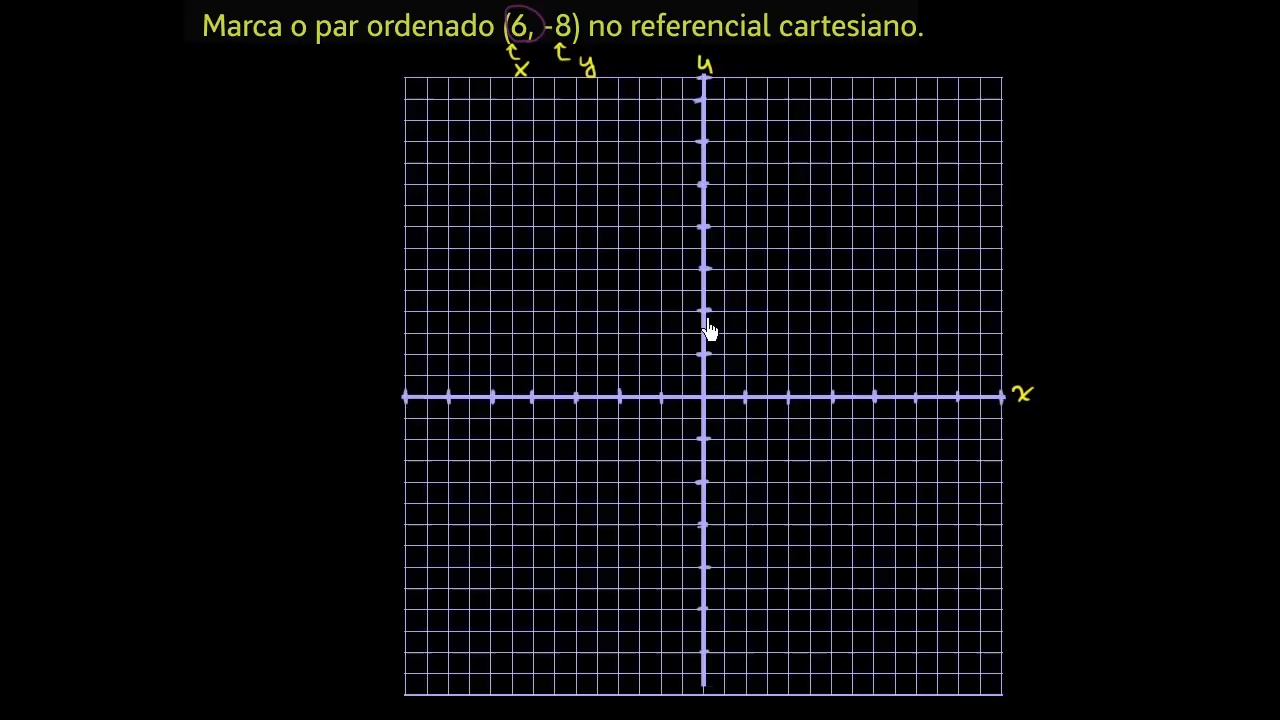 Marca o par ordenado (6, -8) no referencial cartesiano.
x y y
x